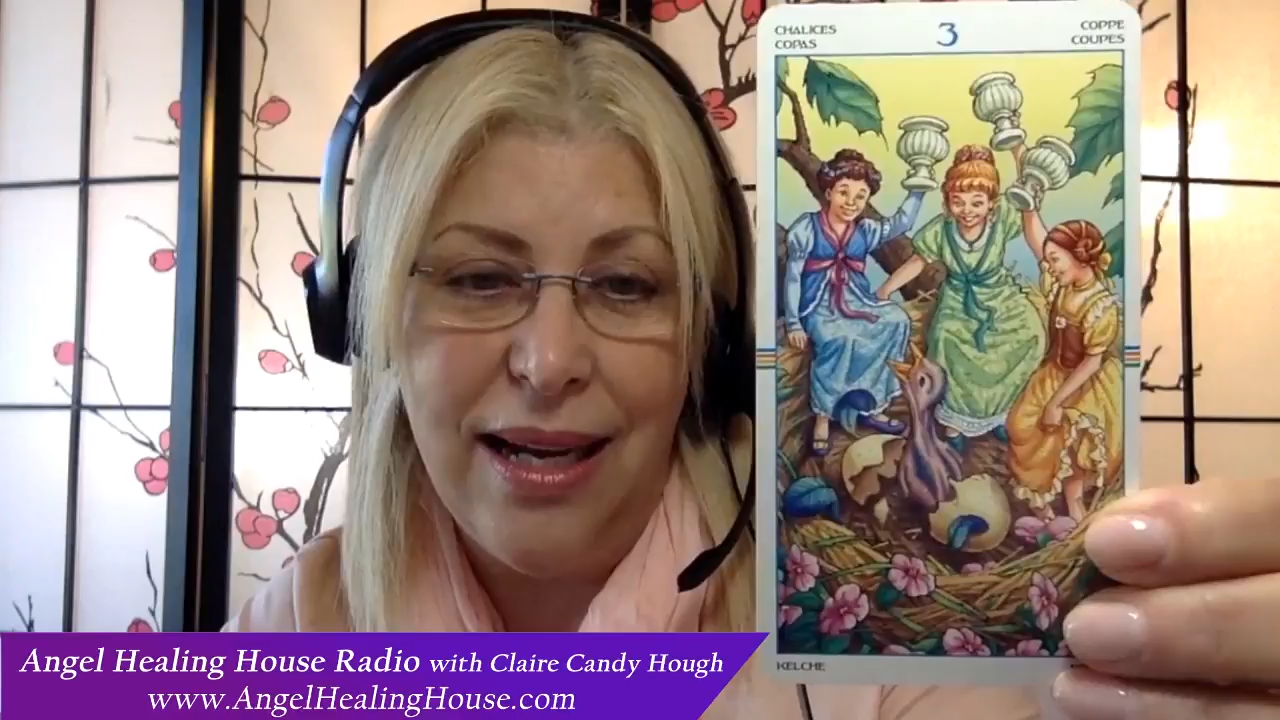 CHALICES 3 COPPE
COPAS COUPES
KELCHE
Angel Healing House Radio with Claire Candy Hough
www.AngelHealingHouse.com